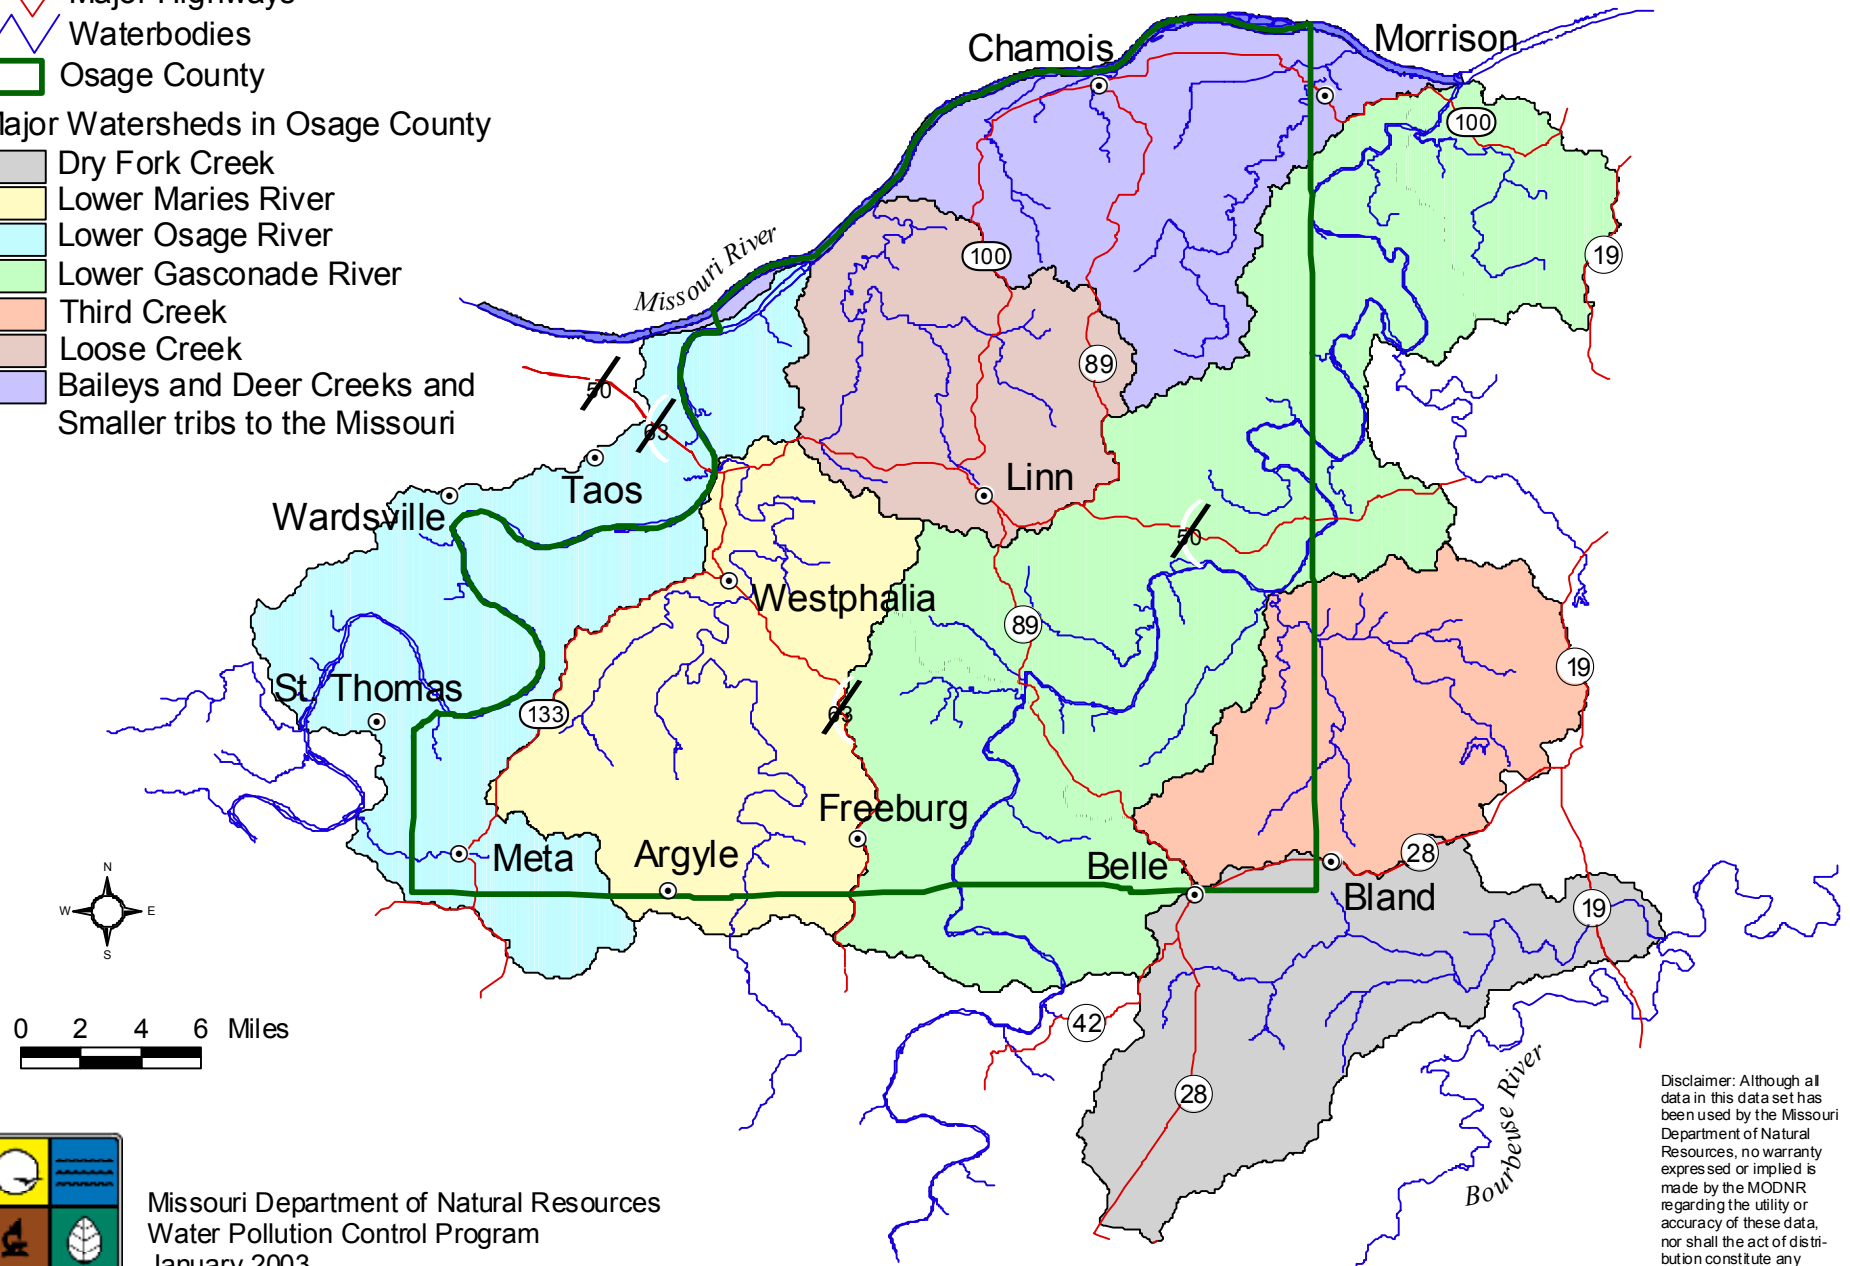 Major Highways
Waterbodies
Osage County
Major Watersheds in Osage County
Dry Fork Creek
Lower Maries River
Lower Osage River
Lower Gasconade River
Third Creek
Loose Creek
Baileys and Deer Creeks and
Smaller tribs to the Missouri
Chamois
Morrison
100
19
Missouri River
100
89
50
63
Taos
Wardsville
Linn
50
Westphalia
89
19
St. Thomas
133
63
Freeburg
Meta
Argyle
Belle
28
Bland
19
N
W
E
S
42
28
Bourbeuse River
0 2 4 6 Miles
Missouri Department of Natural Resources
Water Pollution Control Program
January 2003
Disclaimer: Although all
data in this data set has
been used by the Missouri
Department of Natural
Resources, no warranty
expressed or implied is
made by the MODNR
regarding the utility or
accuracy of these data,
nor shall the act of distri-
bution constitute any